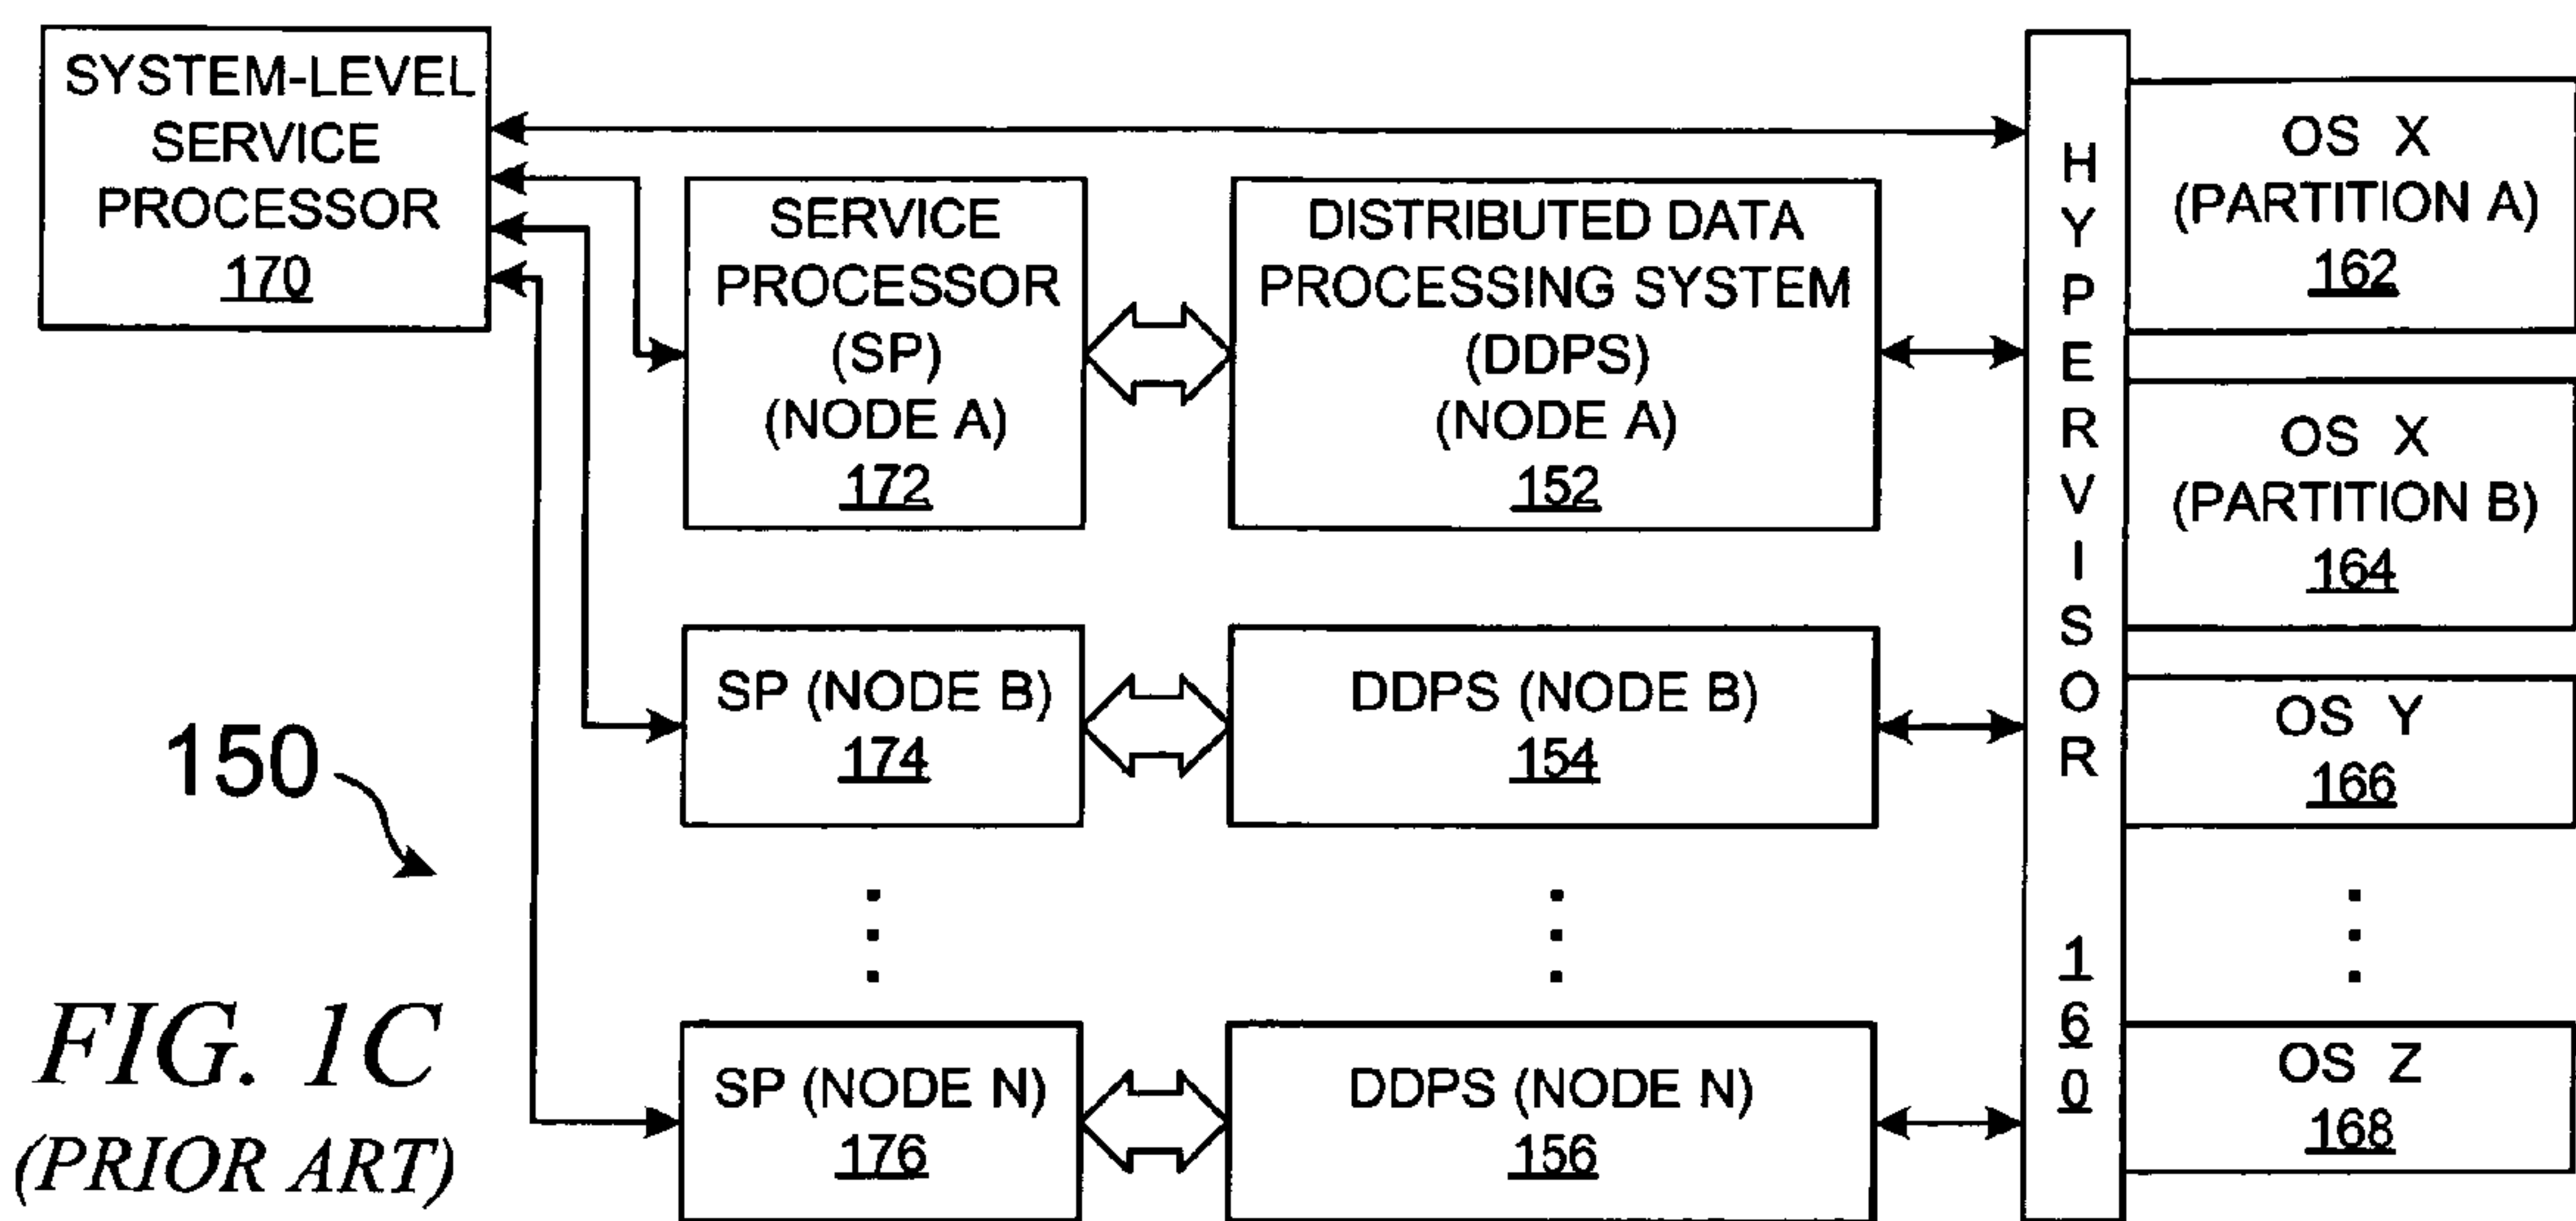 SYSTEM-LEVEL
SERVICE
PROCESSOR
170
SERVICE
PROCESSOR
(SP)
(NODE A)
172
DISTRIBUTED DATA
PROCESSING SYSTEM
(DDPS)
(NODE A)
152
HYPERVISOR 160
OS X
(PARTITION A)
162
OS X
(PARTITION B)
164
SP (NODE B)
174
DDPS (NODE B)
154
OS Y
166
150
SP (NODE N)
176
DDPS (NODE N)
156
OS Z
168
FIG. 1C
(PRIOR ART)